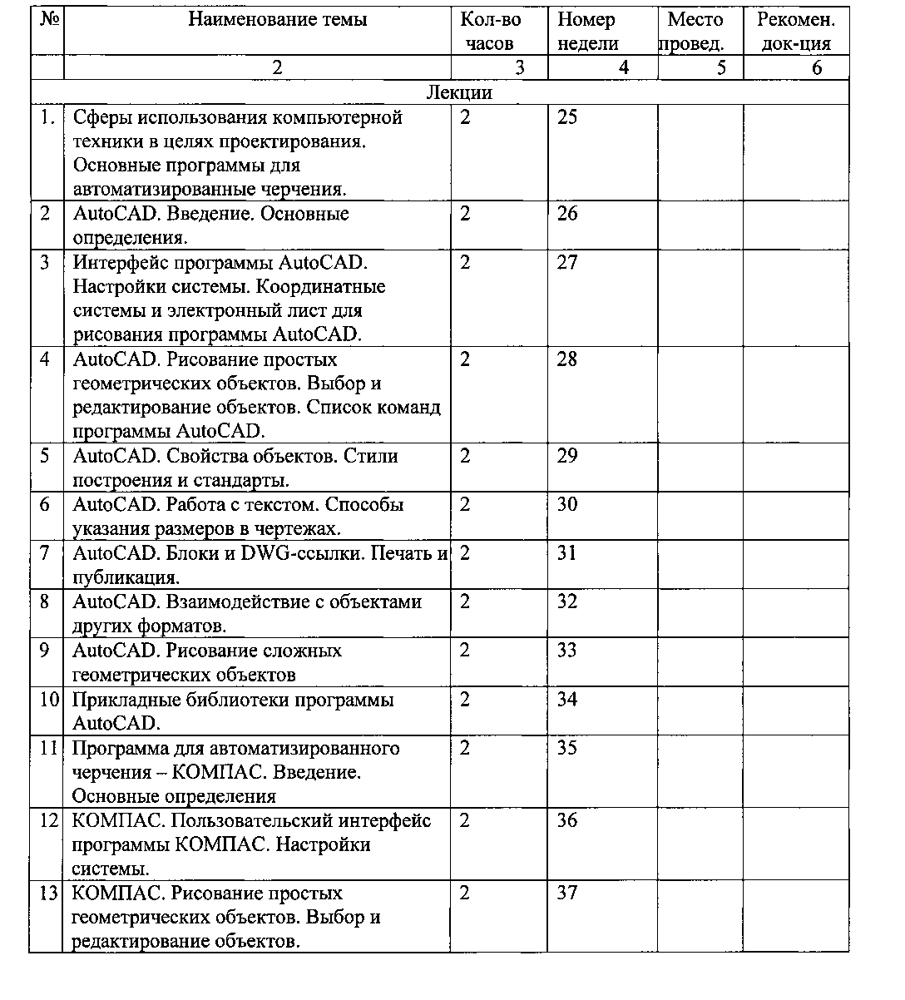 № Наименование темы Кол-во Номер Место Рекомен.
часов недели провед. док-ция
2 3 4 5 6
Лекции
1. Сферы использования компьютерной 2 25
техники в целях проектирования.
Основные программы для
автоматизированные черчения.
2 AutoCAD. Введение. Основные 2 26
определения.
3 Интерфейс программы AutoCAD. 2 27
Настройки системы. Координатные
системы и электронный лист для
рисования программы AutoCAD.
4 AutoCAD. Рисование простых 2 28
геометрических объектов. Выбор и
редактирование объектов. Список команд
программы AutoCAD.
5 AutoCAD. Свойства объектов. Стили 2 29
построения и стандарты.
6 AutoCAD. Работа с текстом. Способы 2 30
указания размеров в чертежах.
7 AutoCAD. Блоки и DWG-ссылки. Печать и 2 31
публикация.
8 AutoCAD. Взаимодействие с объектами 2 32
других форматов.
9 AutoCAD. Рисование сложных 2 33
геометрических объектов
10 Прикладные библиотеки программы 2 34
AutoCAD.
11 Программа для автоматизированного 2 35
черчения – КОМПАС. Введение.
Основные определения
12 КОМПАС. Пользовательский интерфейс 2 36
программы КОМПАС. Настройки
системы.
13 КОМПАС. Рисование простых 2 37
геометрических объектов. Выбор и
редактирование объектов.